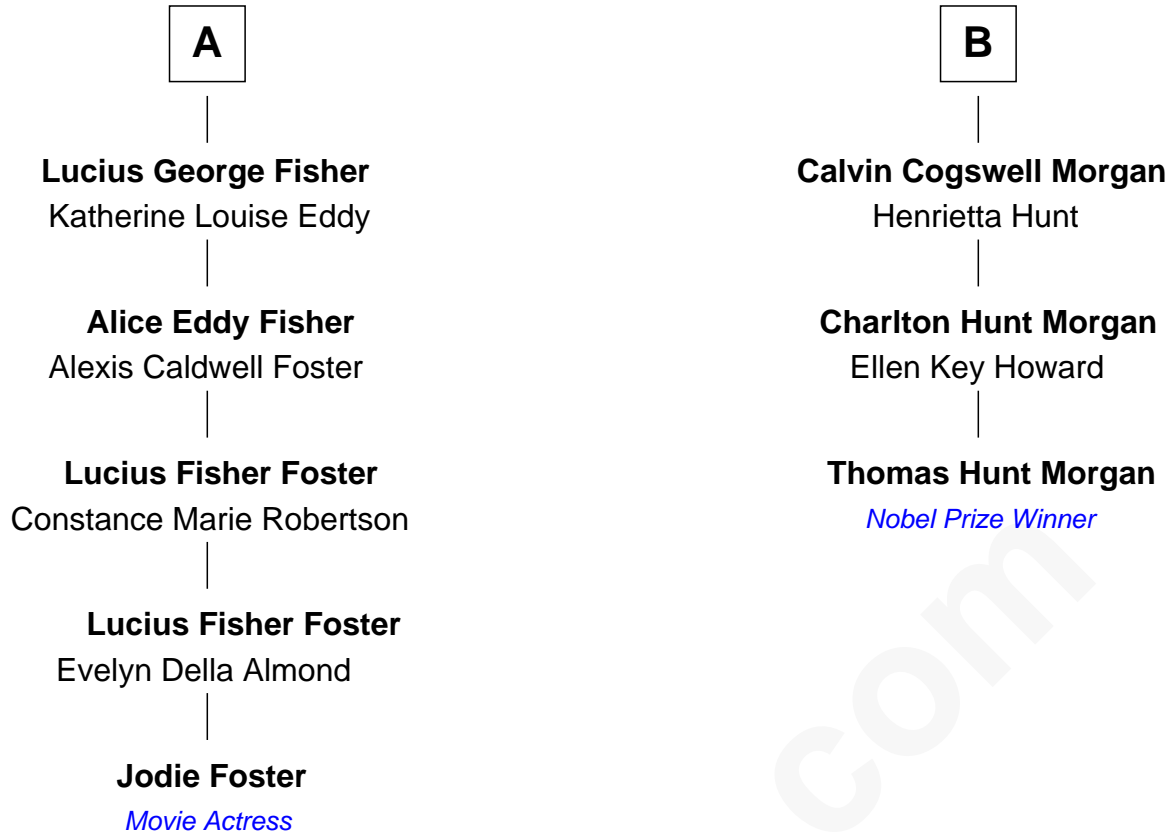 A
Lucius George Fisher
Katherine Louise Eddy
Alice Eddy Fisher
Alexis Caldwell Foster
Lucius Fisher Foster
Constance Marie Robertson
Lucius Fisher Foster
Evelyn Della Almond
Jodie Foster
Movie Actress
B
Calvin Cogswell Morgan
Henrietta Hunt
Charlton Hunt Morgan
Ellen Key Howard
Thomas Hunt Morgan
Nobel Prize Winner
com